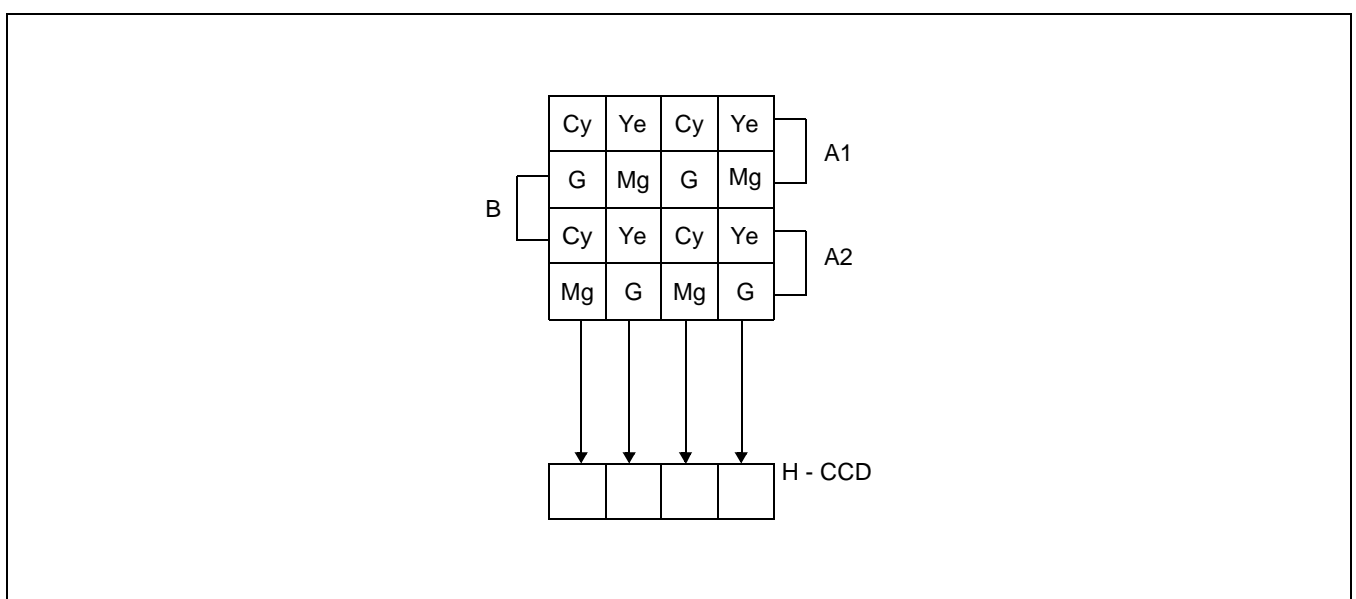 Cy Ye Cy Ye
A1
G Mg G Mg
B
Cy Ye Cy Ye
A2
Mg G Mg G
H - CCD